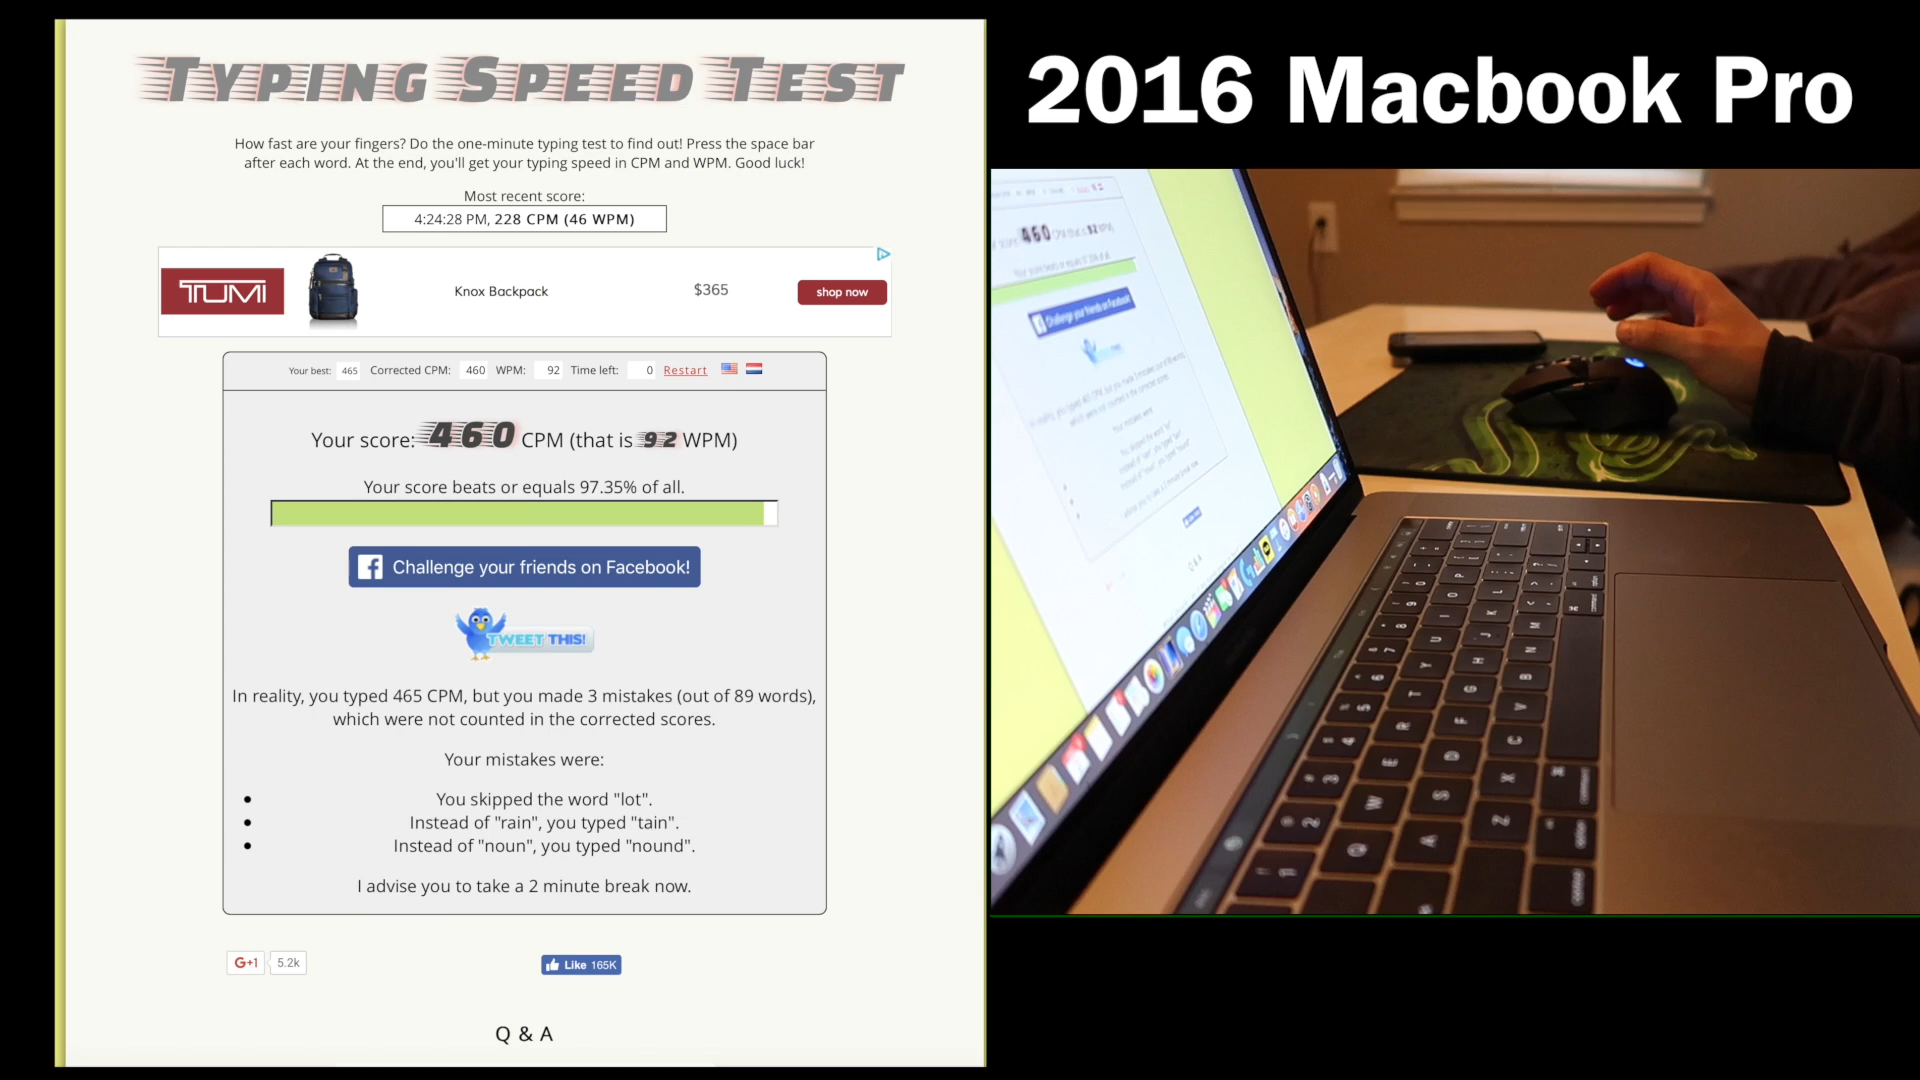 TYPING SPEED TEST
How fast are your fingers? Do the one-minute typing test to find out! Press the space bar
after each word. At the end, you'll get your typing speed in CPM and WPM. Good luck!
Most recent score:
4:24:28 PM, 228 CPM (46 WPM)
TUMI
Knox Backpack
$365
shop now
Your best: 465 Corrected CPM: 460 WPM: 92 Time left: 0 Restart
Your score: 460 CPM (that is 92 WPM)
Your score beats or equals 97.35% of all.
Challenge your friends on Facebook!
TWEET THIS!
In reality, you typed 465 CPM, but you made 3 mistakes (out of 89 words),
which were not counted in the corrected scores.
Your mistakes were:
• You skipped the word "lot".
• Instead of "rain", you typed "tain".
• Instead of "noun", you typed "nound".
I advise you to take a 2 minute break now.
G+1 5.2k
Like 165K
Q & A
2016 Macbook Pro
460
92
Challenge your friends on Facebook!